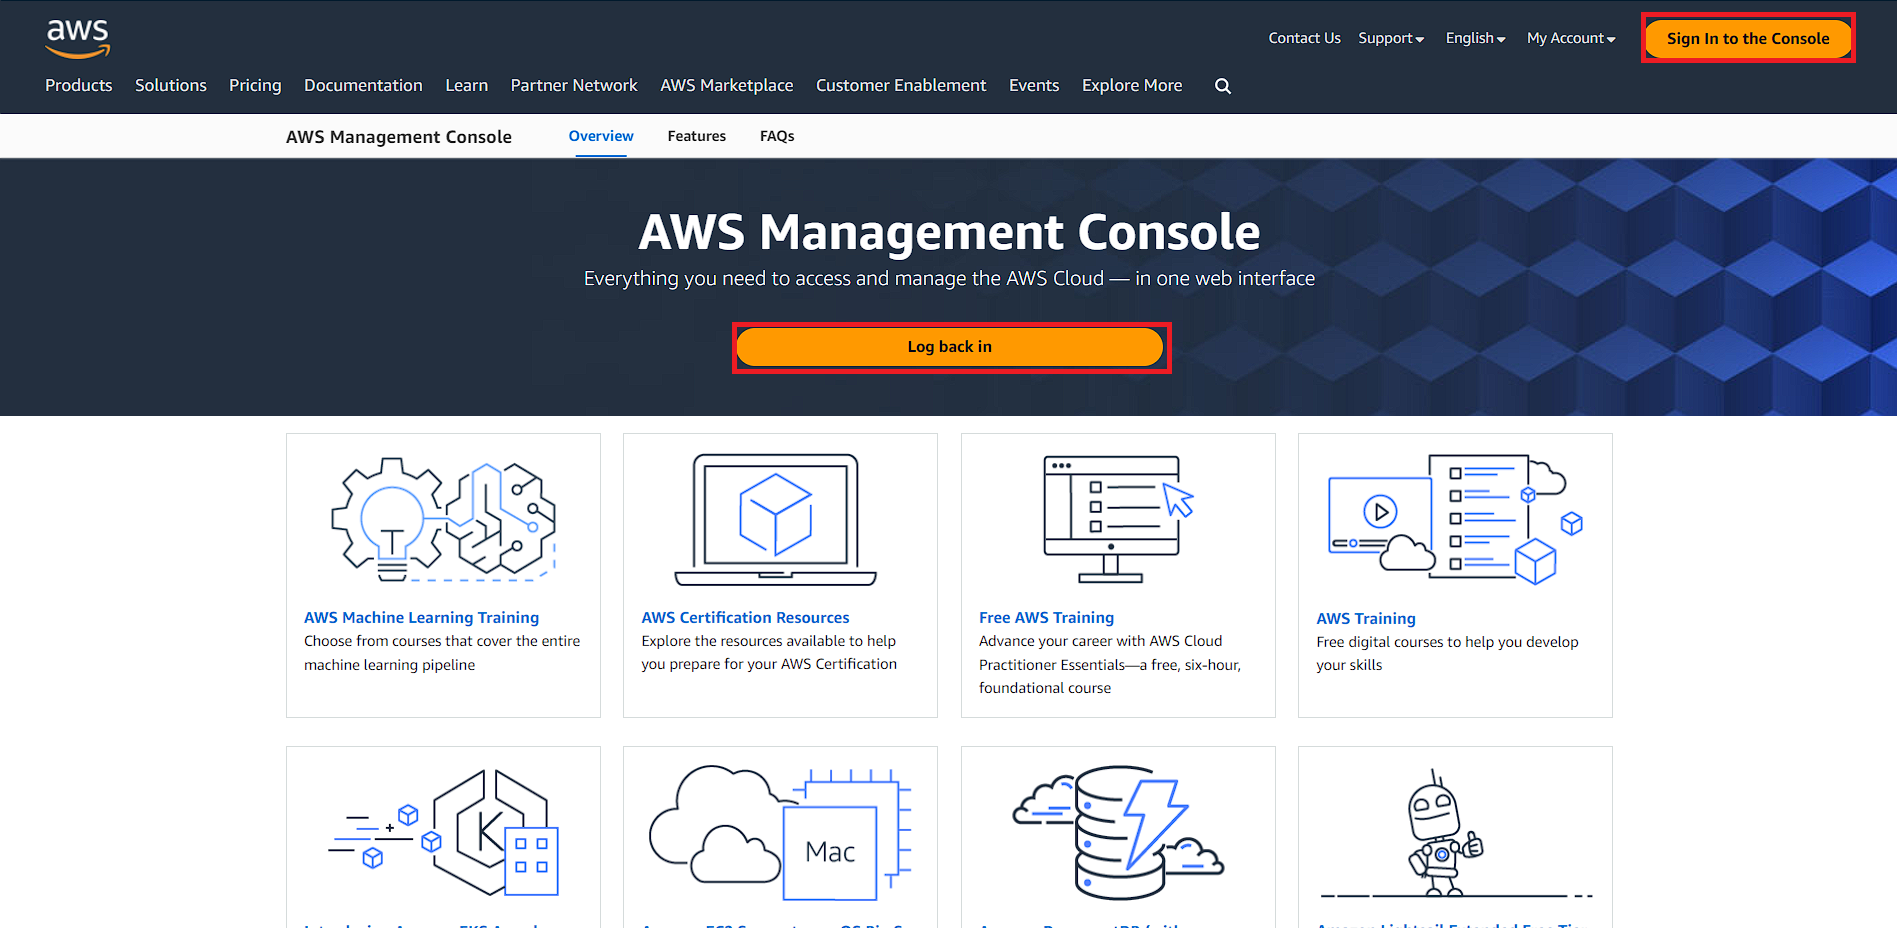 aws
Contact Us Support English My Account Sign In to the Console
Products Solutions Pricing Documentation Learn Partner Network AWS Marketplace Customer Enablement Events Explore More
AWS Management Console Overview Features FAQs
AWS Management Console
Everything you need to access and manage the AWS Cloud — in one web interface
Log back in
AWS Machine Learning Training
Choose from courses that cover the entire
machine learning pipeline
AWS Certification Resources
Explore the resources available to help
you prepare for your AWS Certification
Free AWS Training
Advance your career with AWS Cloud
Practitioner Essentials—a free, six-hour,
foundational course
AWS Training
Free digital courses to help you develop
your skills
K
Mac